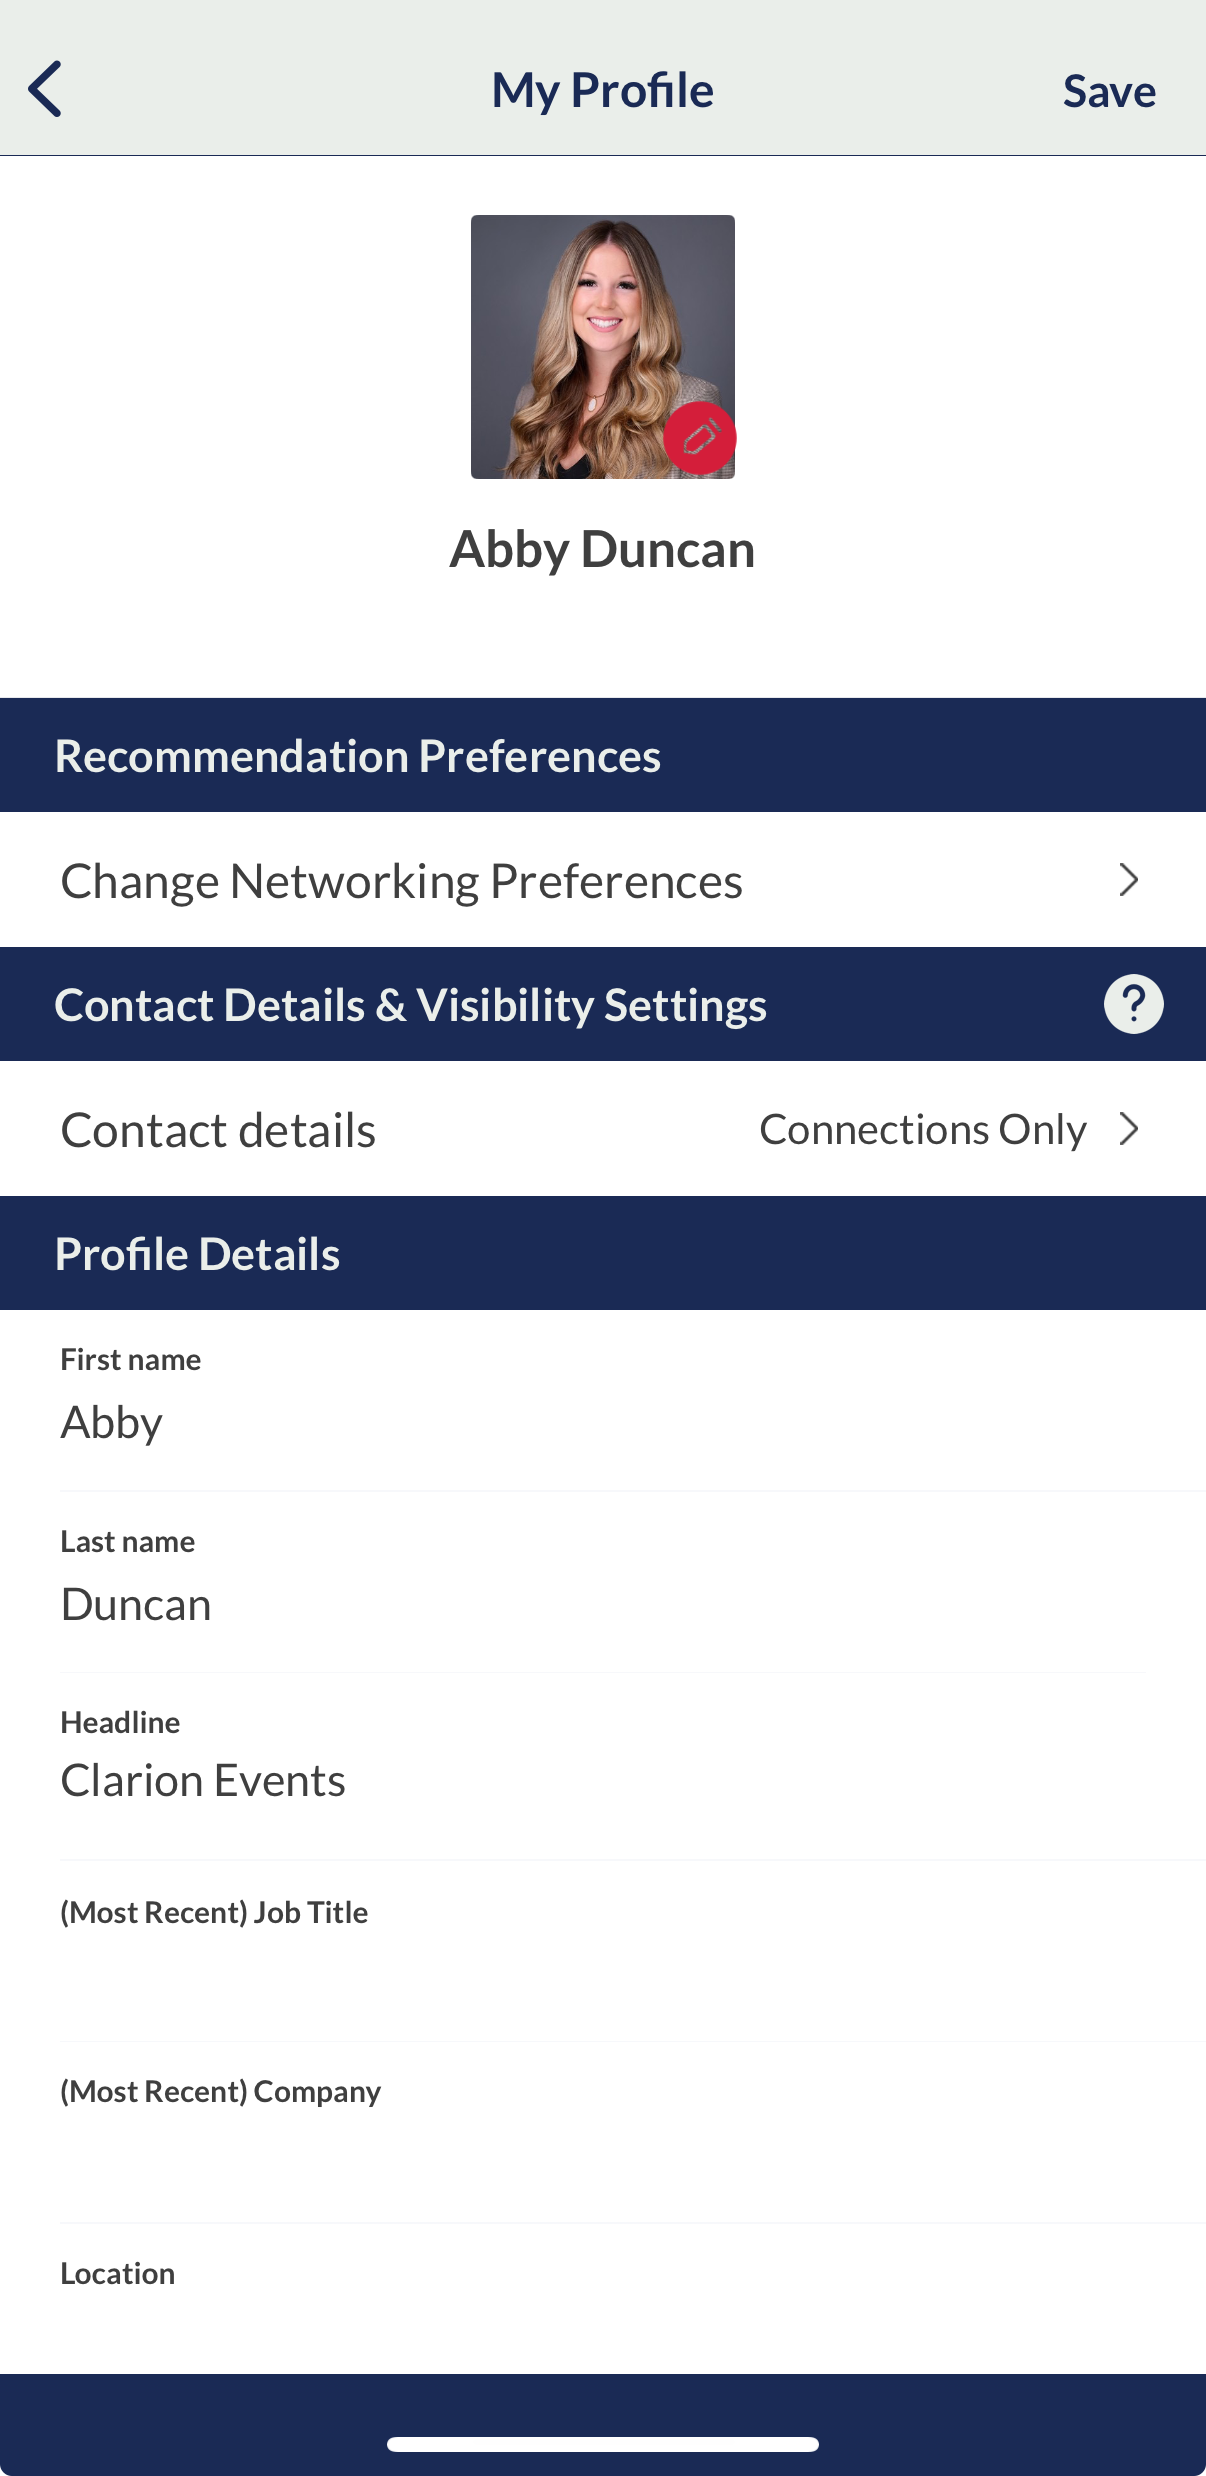 My Profile
Save
Abby Duncan
Recommendation Preferences
Change Networking Preferences
Contact Details & Visibility Settings
?
Contact details
Connections Only
Profile Details
First name
Abby
Last name
Duncan
Headline
Clarion Events
(Most Recent) Job Title
(Most Recent) Company
Location